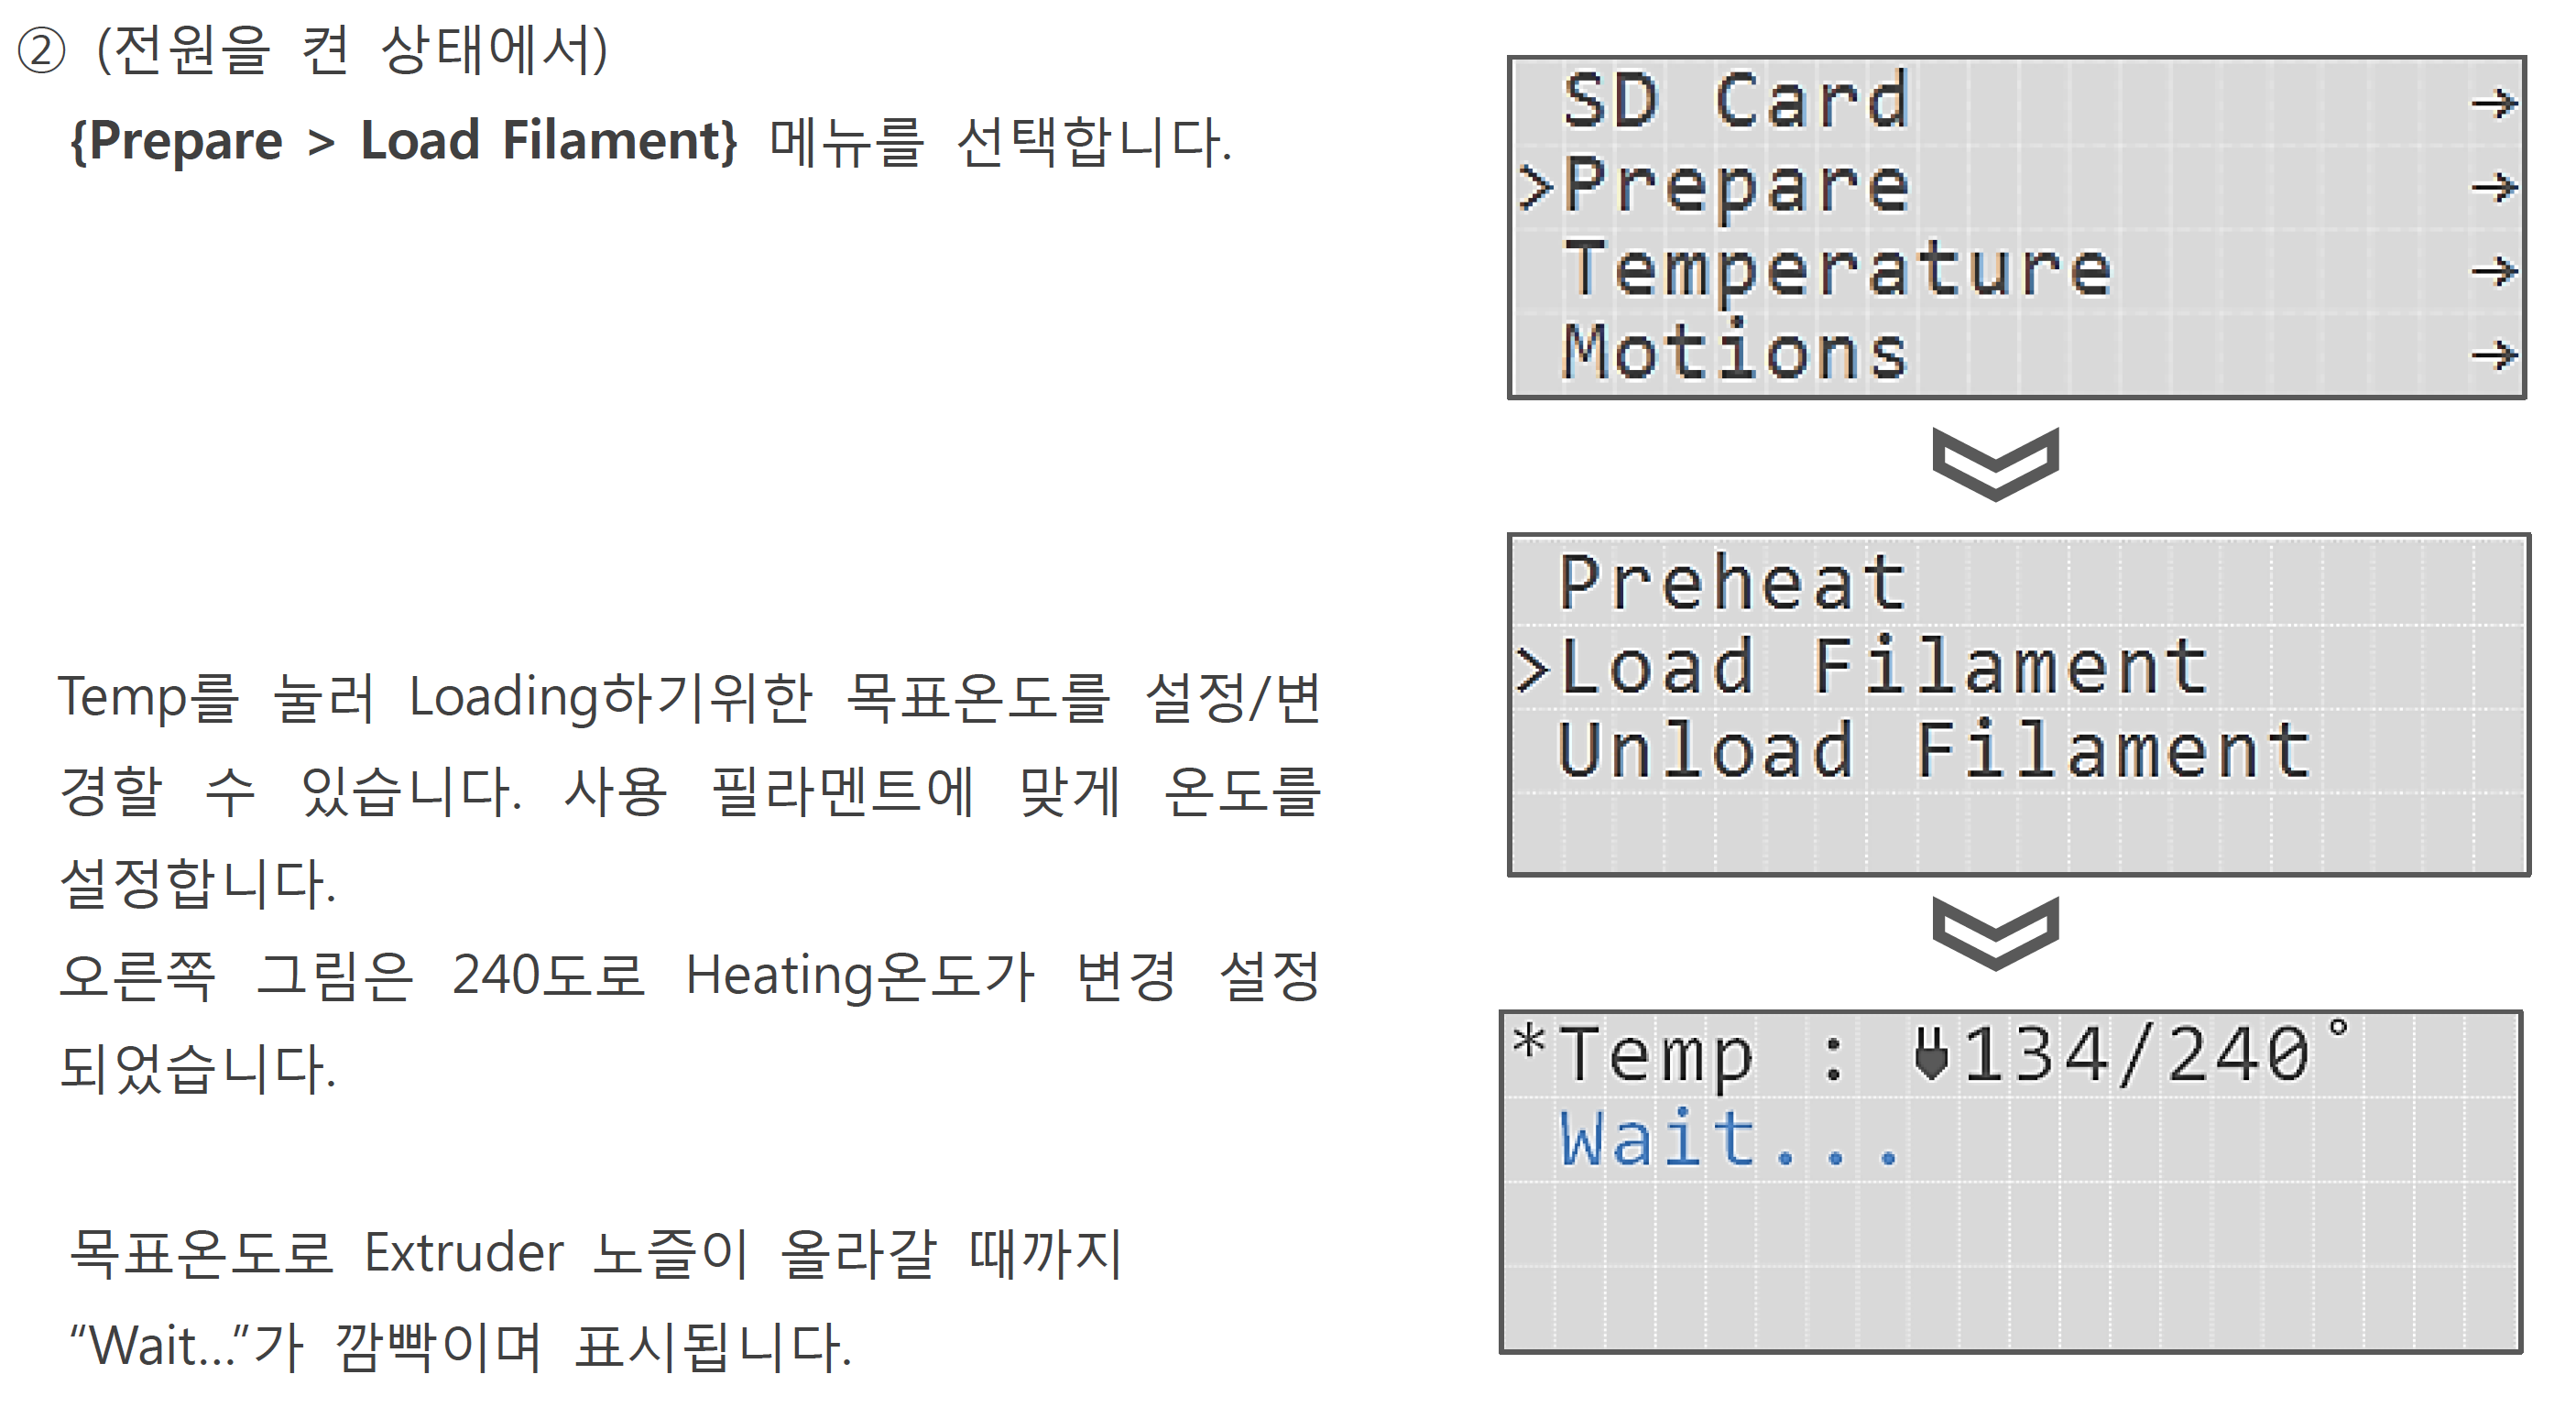 ② (전원을 켠 상태에서)
{Prepare > Load Filament} 메뉴를 선택합니다.
Temp를 눌러 Loading하기위한 목표온도를 설정/변
경할 수 있습니다. 사용 필라멘트에 맞게 온도를
설정합니다.
오른쪽 그림은 240도로 Heating온도가 변경 설정
되었습니다.
목표온도로 Extruder 노즐이 올라갈 때까지
“Wait...”가 깜빡이며 표시됩니다.
SD Card →
>Prepare →
Temperature →
Motions →
Preheat
>Load Filament
Unload Filament
*Temp : 134/240°
Wait...